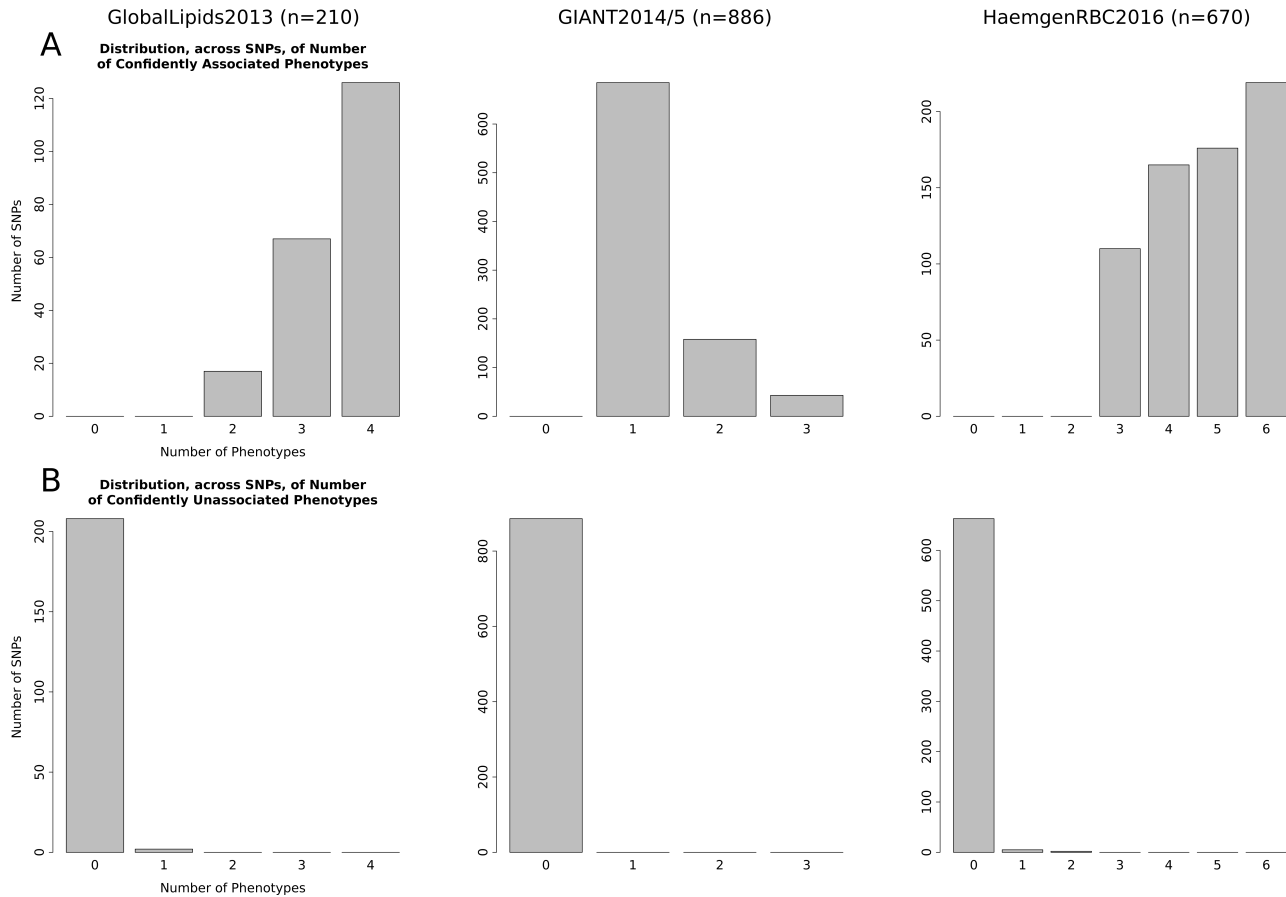 GlobalLipids2013 (n=210)
GIANT2014/5 (n=886)
HaemgenRBC2016 (n=670)
A
Distribution, across SNPs, of Number
of Confidently Associated Phenotypes
Number of SNPs
0 20 40 60 80 100 120
0 1 2 3 4
Number of Phenotypes
0 100 200 300 400 500 600
0 1 2 3
0 50 100 150 200
0 1 2 3 4 5 6
B
Distribution, across SNPs, of Number
of Confidently Unassociated Phenotypes
Number of SNPs
0 50 100 150 200
0 1 2 3 4
Number of Phenotypes
0 200 400 600 800
0 1 2 3
0 100 200 300 400 500 600
0 1 2 3 4 5 6